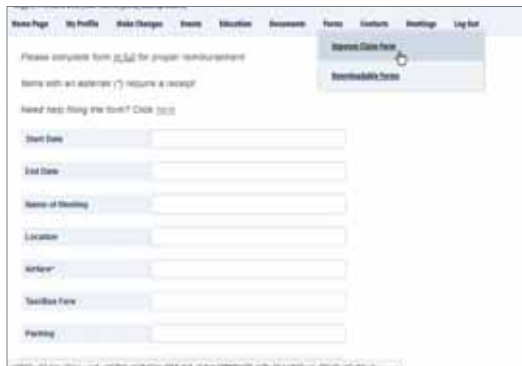 Home Page My Profile Make Changes Events Education Documents Forms Contacts Meetings Log Out
Expense Claim Form
Downloadable Forms
Please complete form in full for proper reimbursement
Items with an asterisk (*) require a receipt
Need help filling the form? Click here
Start Date
End Date
Name of Meeting
Location
Airfare*
Taxi/Bus Fare
Parking